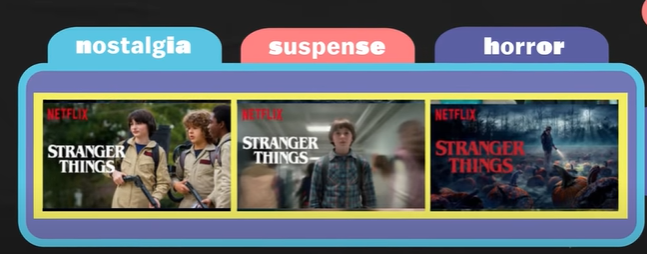 nostalgia
suspense
horror
NETFLIX
STRANGER
THINGS
NETFLIX
STRANGER
THINGS
NETFLIX
STRANGER
THINGS